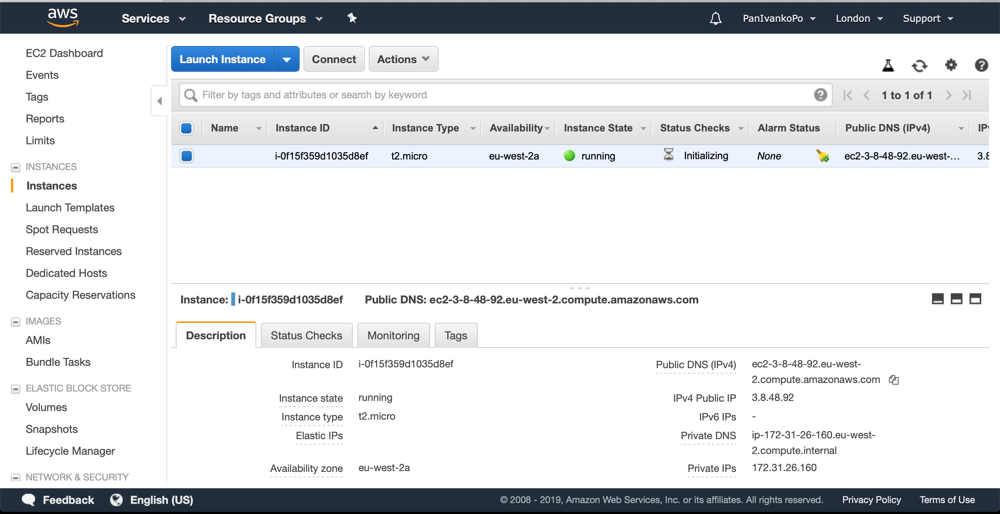 aws
Services
Resource Groups
PanIvankoPo
London
Support
EC2 Dashboard
Events
Tags
Reports
Limits
INSTANCES
Instances
Launch Templates
Spot Requests
Reserved Instances
Dedicated Hosts
Capacity Reservations
IMAGES
AMIs
Bundle Tasks
ELASTIC BLOCK STORE
Volumes
Snapshots
Lifecycle Manager
NETWORK & SECURITY
Launch Instance
Connect
Actions
Filter by tags and attributes or search by keyword
1 to 1 of 1
Name Instance ID Instance Type Availability Instance State Status Checks Alarm Status Public DNS (IPv4)
i-0f15f359d1035d8ef t2.micro eu-west-2a running Initializing None ec2-3-8-48-92.eu-west-...
Instance: i-0f15f359d1035d8ef Public DNS: ec2-3-8-48-92.eu-west-2.compute.amazonaws.com
Description Status Checks Monitoring Tags
Instance ID i-0f15f359d1035d8ef
Instance state running
Instance type t2.micro
Elastic IPs
Availability zone eu-west-2a
Public DNS (IPv4) ec2-3-8-48-92.eu-west-
2.compute.amazonaws.com
IPv4 Public IP 3.8.48.92
IPv6 IPs -
Private DNS ip-172-31-26-160.eu-west-
2.compute.internal
Private IPs 172.31.26.160
Feedback
English (US)
© 2008 - 2019, Amazon Web Services, Inc. or its affiliates. All rights reserved.
Privacy Policy
Terms of Use